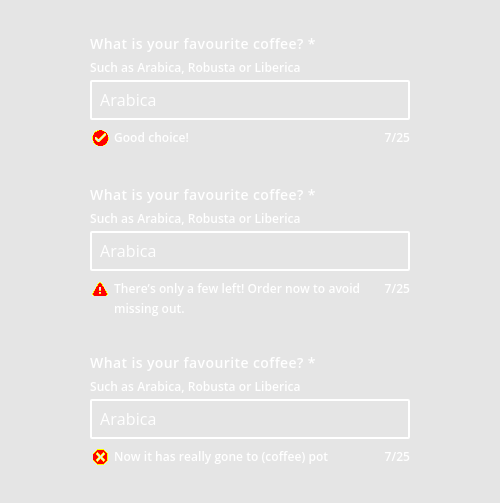 What is your favourite coffee? *
Such as Arabica, Robusta or Liberica
Arabica
Good choice! 7/25
What is your favourite coffee? *
Such as Arabica, Robusta or Liberica
Arabica
There's only a few left! Order now to avoid 7/25
missing out.
What is your favourite coffee? *
Such as Arabica, Robusta or Liberica
Arabica
Now it has really gone to (coffee) pot 7/25